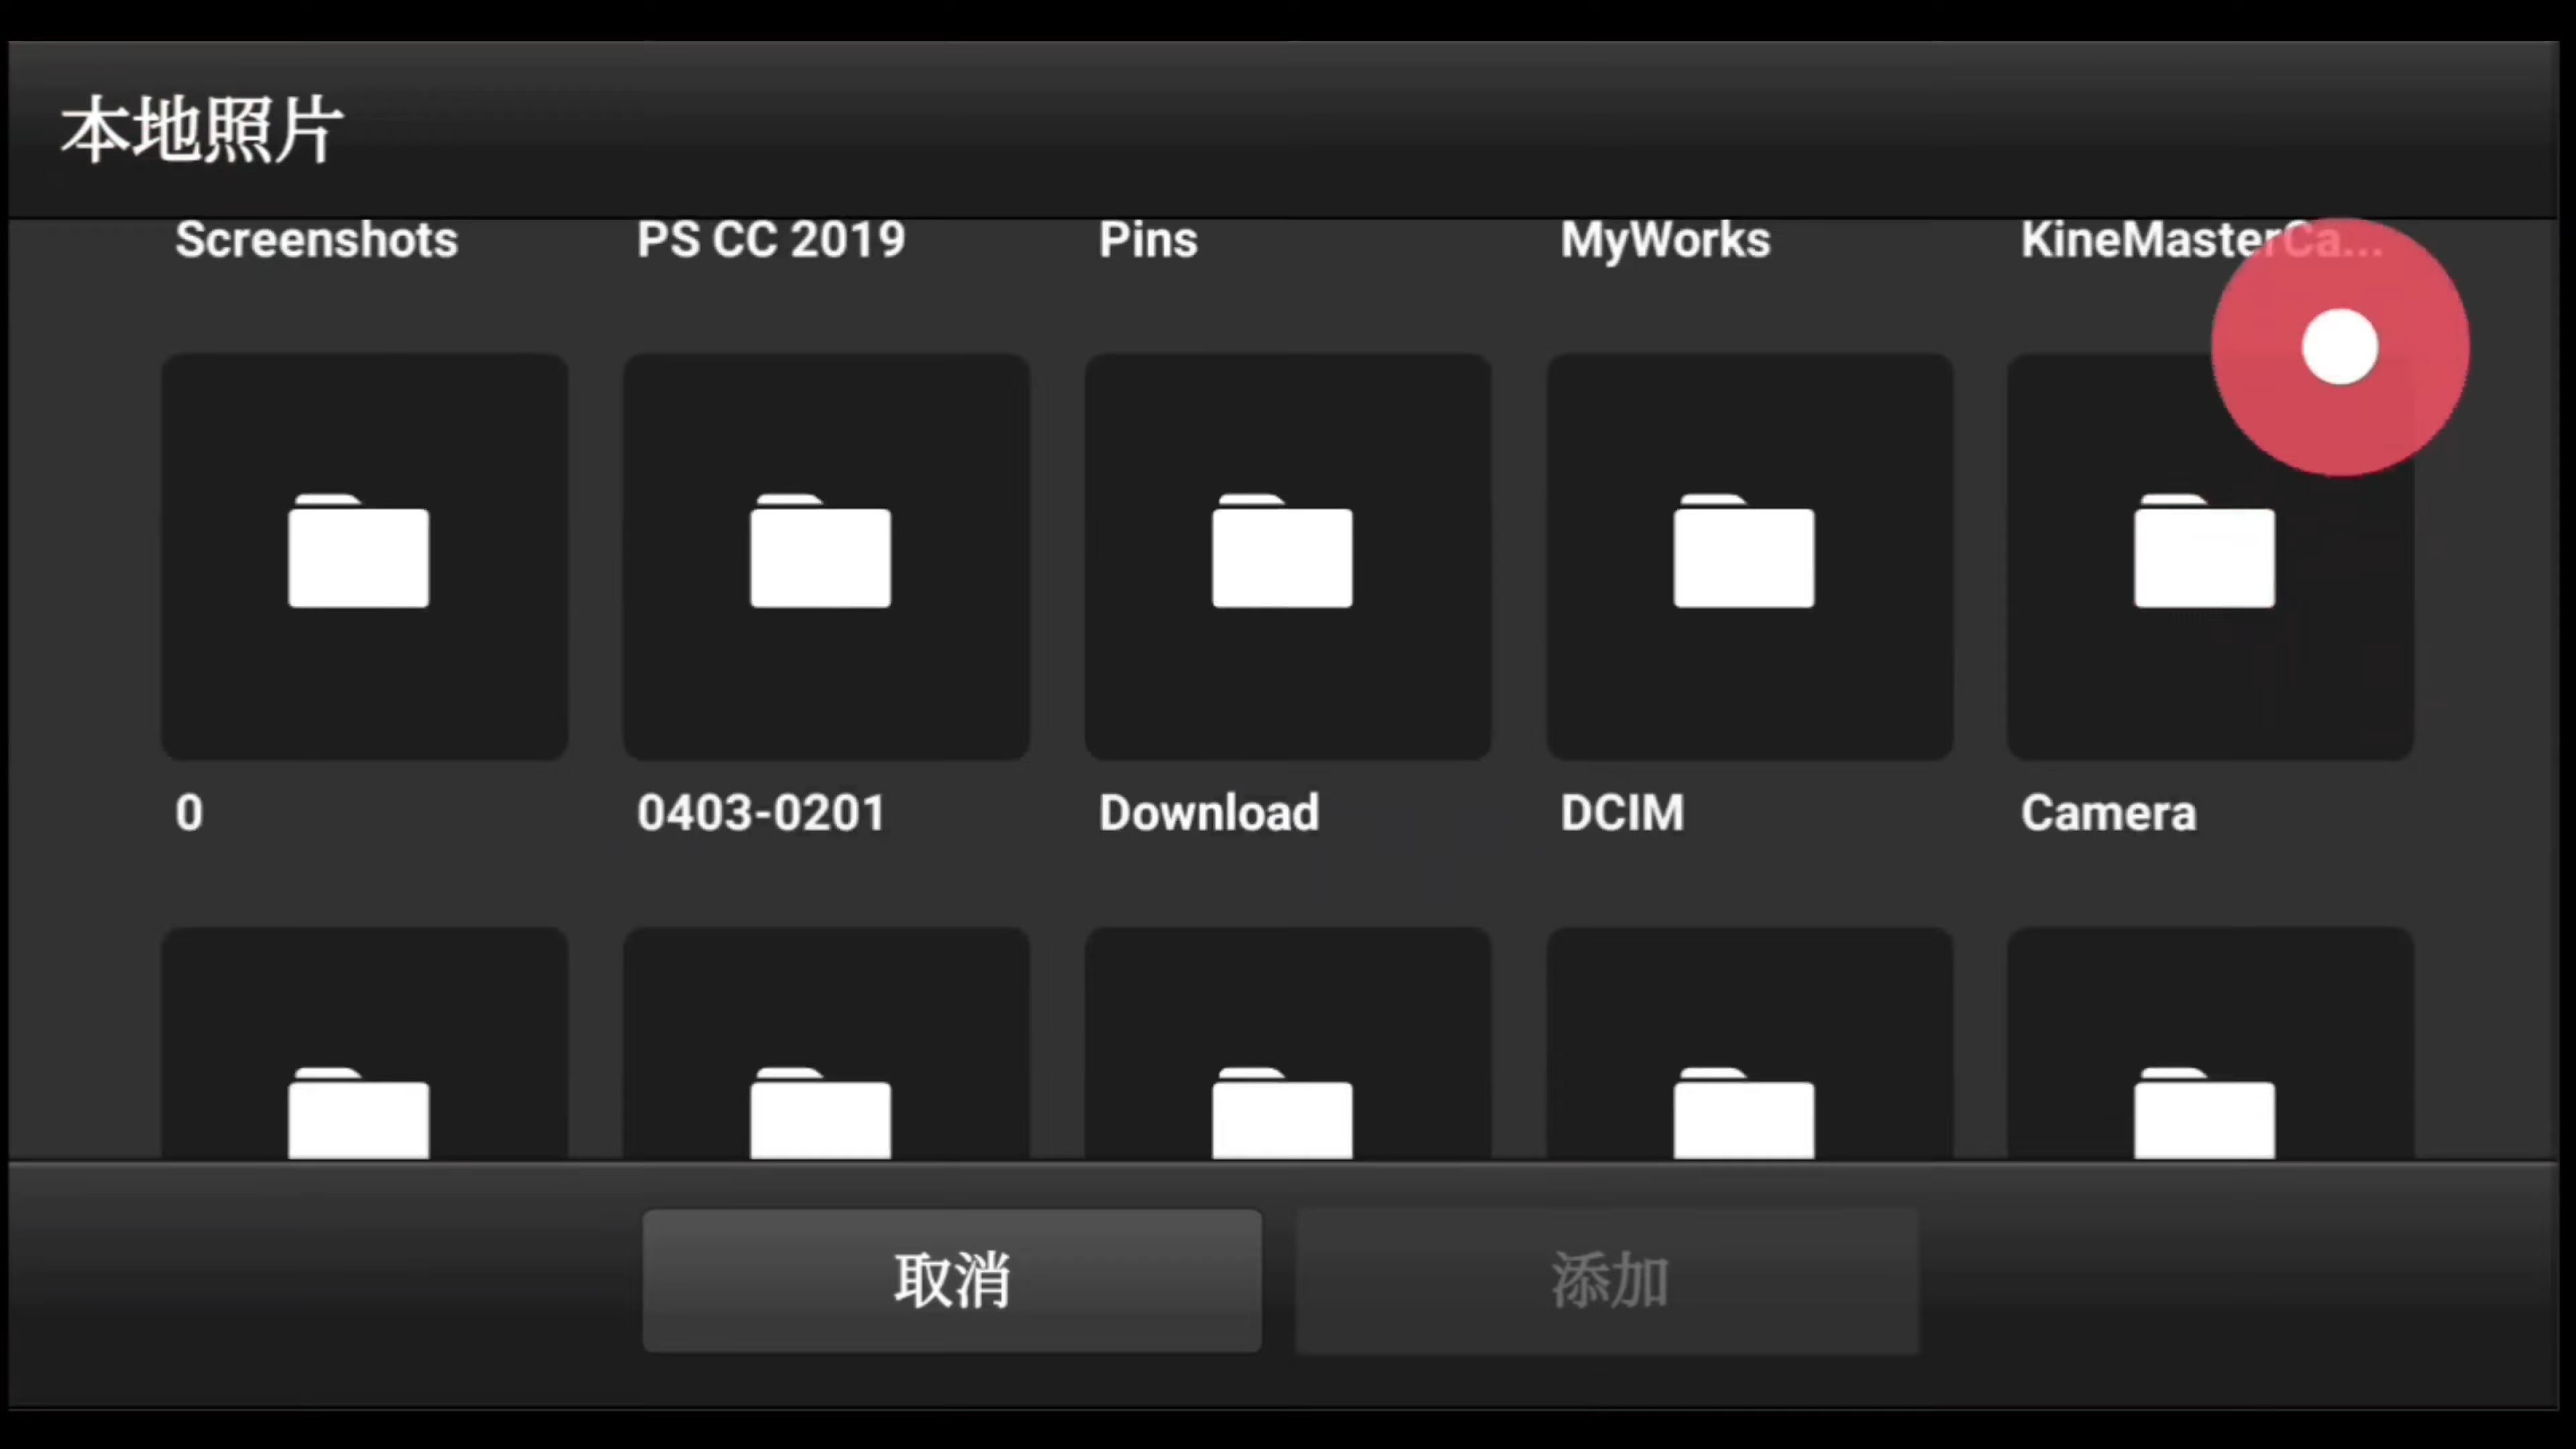 本地照片
Screenshots PS CC 2019 Pins MyWorks KineMasterCa...
0 0403-0201 Download DCIM Camera
取消 添加